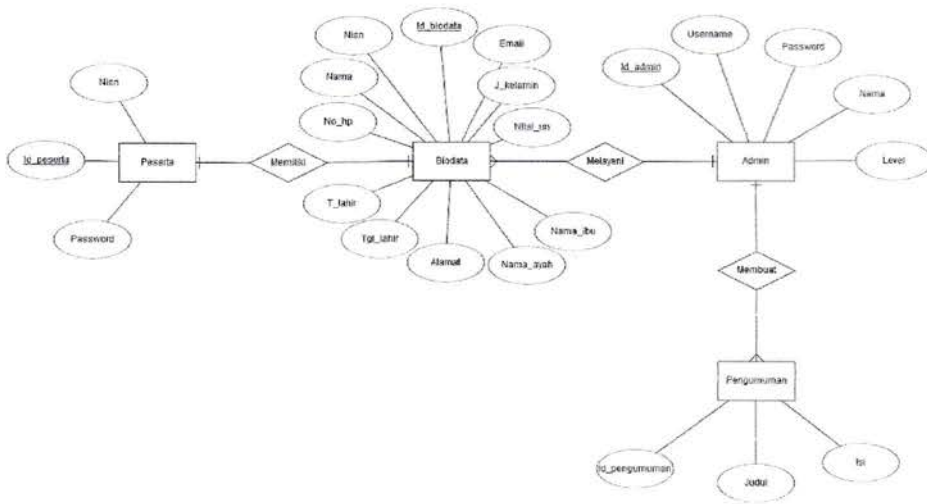 Id_biodata
Username
Nisn
Email
Password
Id_admin
Nisn
Nama
J_kelamin
Nama
No_hp
Nilai_un
Id_peserta
Peserta
Memiliki
Biodata
Melayani
Admin
Level
T_lahir
Password
Tgl_lahir
Nama_ibu
Alamat
Nama_ayah
Membuat
Pengumuman
Id_pengumuman
Judul
Isi